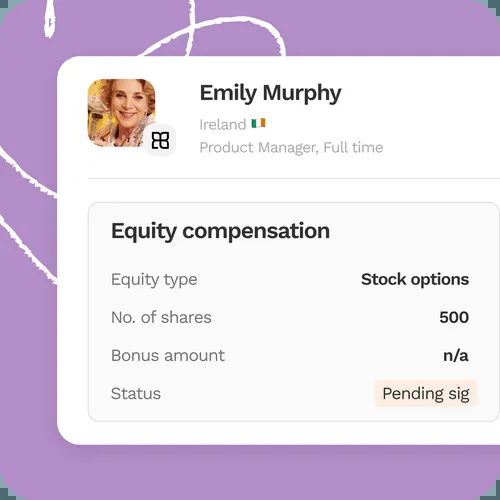 Emily Murphy
Ireland
Product Manager, Full time
Equity compensation
Equity type Stock options
No. of shares 500
Bonus amount n/a
Status Pending sig